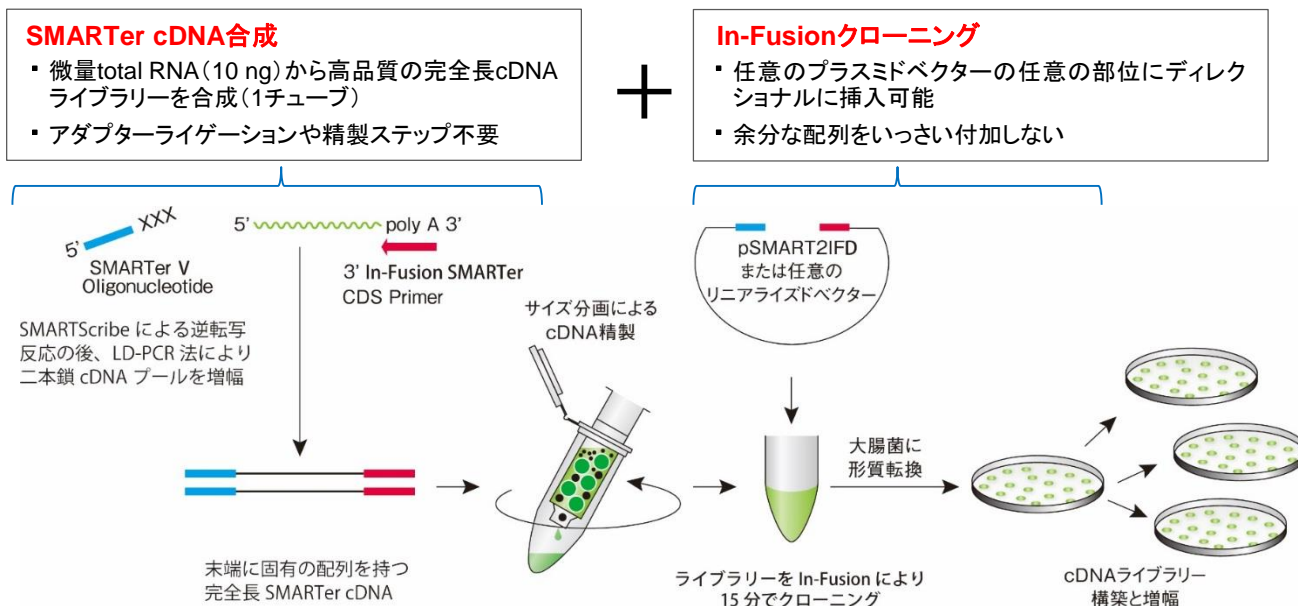 SMARTer cDNA合成
▪ 微量total RNA（10 ng）から高品質の完全長cDNA
ライブラリーを合成（1チューブ）
▪ アダプターライゲーションや精製ステップ不要
＋
In-Fusionクローニング
▪ 任意のプラスミドベクターの任意の部位にディレク
ショナルに挿入可能
▪ 余分な配列をいっさい付加しない
5’
XXX
SMARTer V
Oligonucleotide
5’ poly A 3’
3’ In-Fusion SMARTer
CDS Primer
SMARTScribe による逆転写
反応の後、LD-PCR 法により
二本鎖 cDNA プールを増幅
末端に固有の配列を持つ
完全長 SMARTer cDNA
サイズ分画による
cDNA精製
pSMART2IFD
または任意の
リニアライズドベクター
ライブラリーを In-Fusion により
15 分でクローニング
大腸菌に
形質転換
cDNAライブラリー
構築と増幅